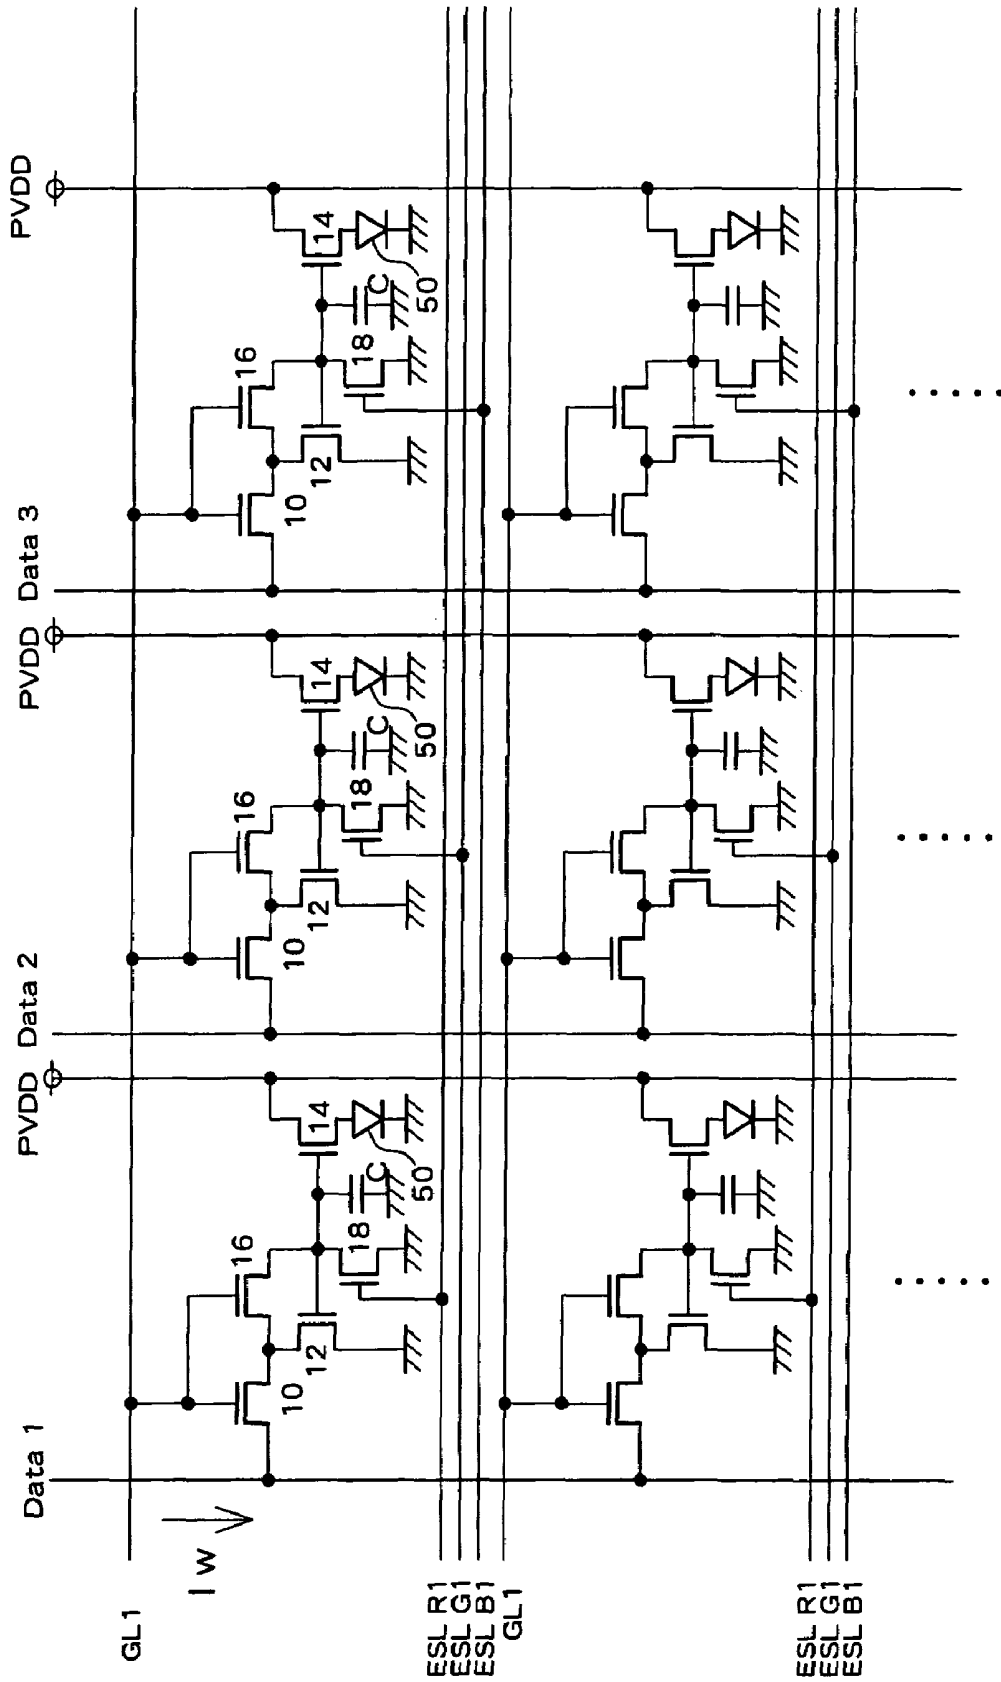 Data 1
PVDD
Data 2
PVDD
Data 3
PVDD
GL1
I w
16
10
12
14
18
C
50
16
10
12
14
18
C
50
16
10
12
14
18
C
50
ESL R1
ESL G1
ESL B1
GL1
ESL R1
ESL G1
ESL B1